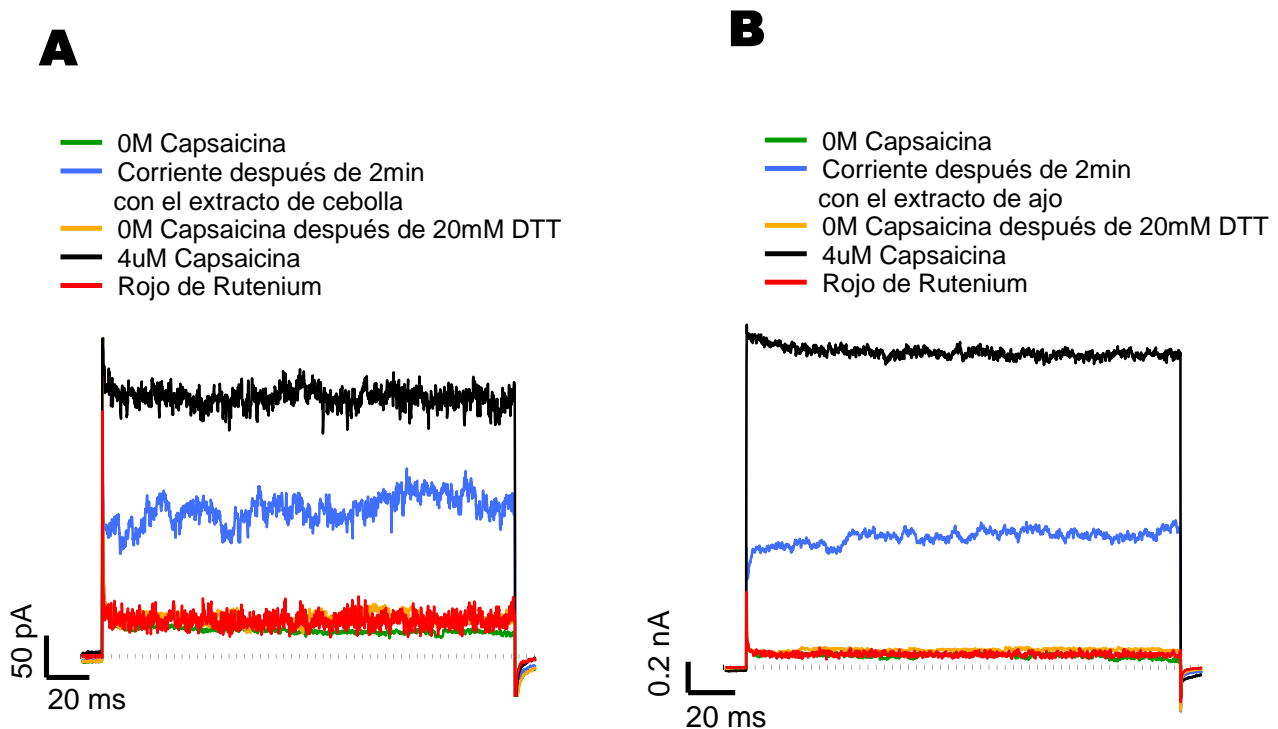 A
0M Capsaicina
Corriente después de 2min
con el extracto de cebolla
0M Capsaicina después de 20mM DTT
4uM Capsaicina
Rojo de Rutenium
50 pA
20 ms
B
0M Capsaicina
Corriente después de 2min
con el extracto de ajo
0M Capsaicina después de 20mM DTT
4uM Capsaicina
Rojo de Rutenium
0.2 nA
20 ms